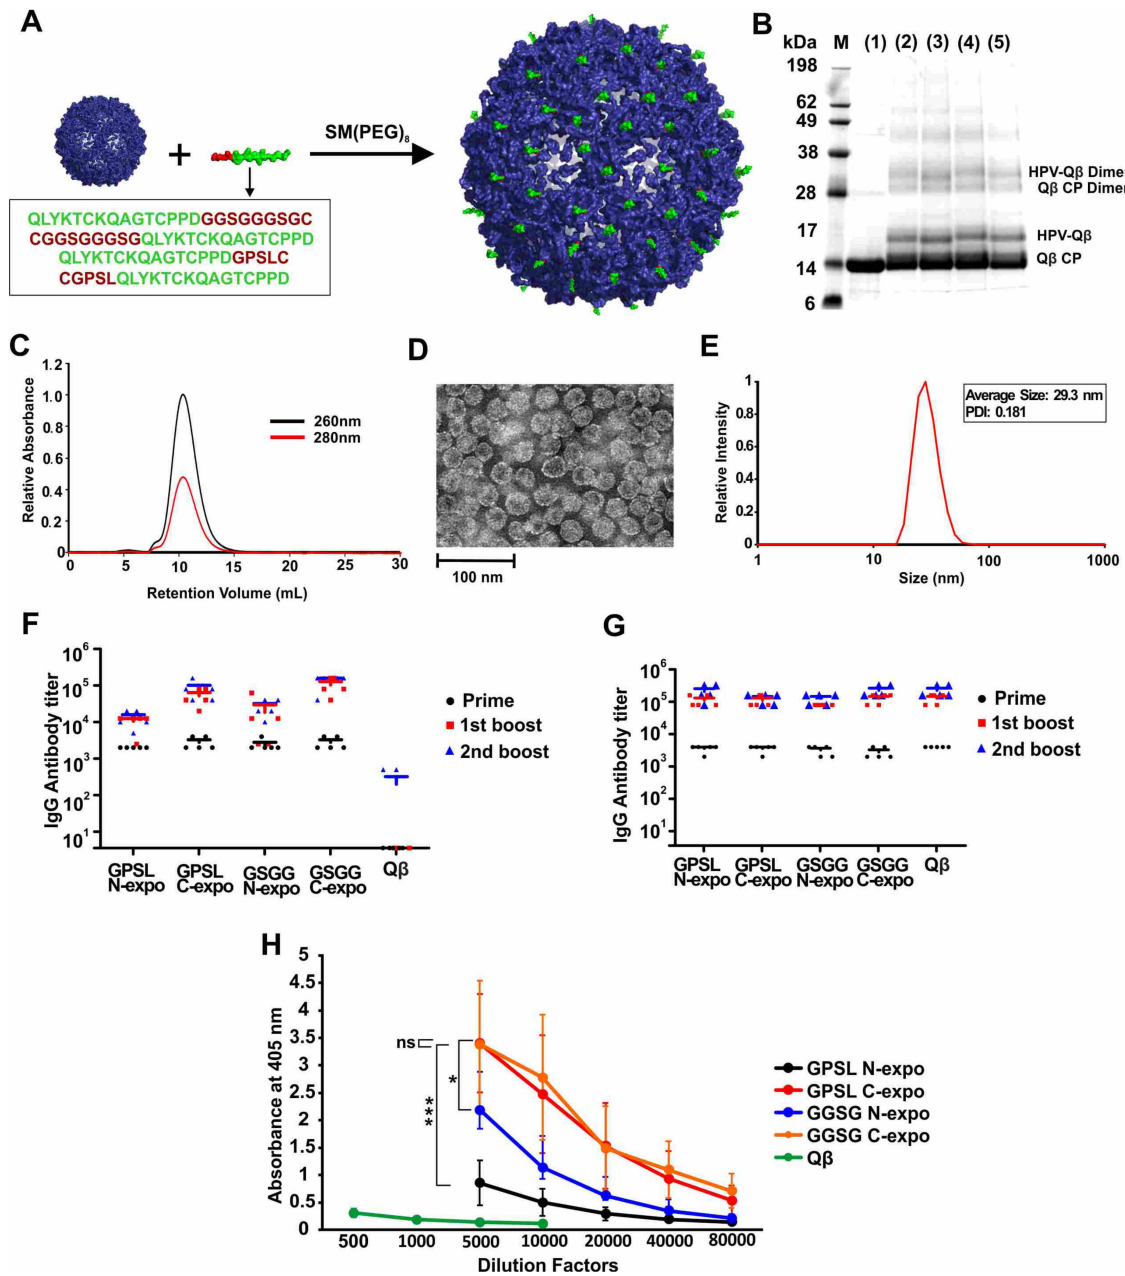 A
SM(PEG)8
QLYKTCKQAGTCPPDGGSGGGSGC
CGGSGGGSGQLYKTCKQAGTCPPD
QLYKTCKQAGTCPPDGPSLC
CGPSLQLYKTCKQAGTCPPD
B
kDa M (1) (2) (3) (4) (5)
198
62
49
38
28
17
14
6
HPV-Qβ Dimer
Qβ CP Dimer
HPV-Qβ
Qβ CP
C
Relative Absorbance
1.2
1.0
0.8
0.6
0.4
0.2
0
0 5 10 15 20 25 30
Retention Volume (mL)
260nm
280nm
D
100 nm
E
Relative Intensity
1
0.8
0.6
0.4
0.2
0
1 10 100 1000
Size (nm)
Average Size: 29.3 nm
PDI: 0.181
F
IgG Antibody titer
10^6
10^5
10^4
10^3
10^2
10^1
GPSL N-expo
GPSL C-expo
GSGG N-expo
GSGG C-expo
Qβ
Prime
1st boost
2nd boost
G
IgG Antibody titer
10^6
10^5
10^4
10^3
10^2
10^1
GPSL N-expo
GPSL C-expo
GSGG N-expo
GSGG C-expo
Qβ
Prime
1st boost
2nd boost
H
Absorbance at 405 nm
5
4.5
4
3.5
3
2.5
2
1.5
1
0.5
0
ns
*
***
500 1000 5000 10000 20000 40000 80000
Dilution Factors
GPSL N-expo
GPSL C-expo
GGSG N-expo
GGSG C-expo
Qβ